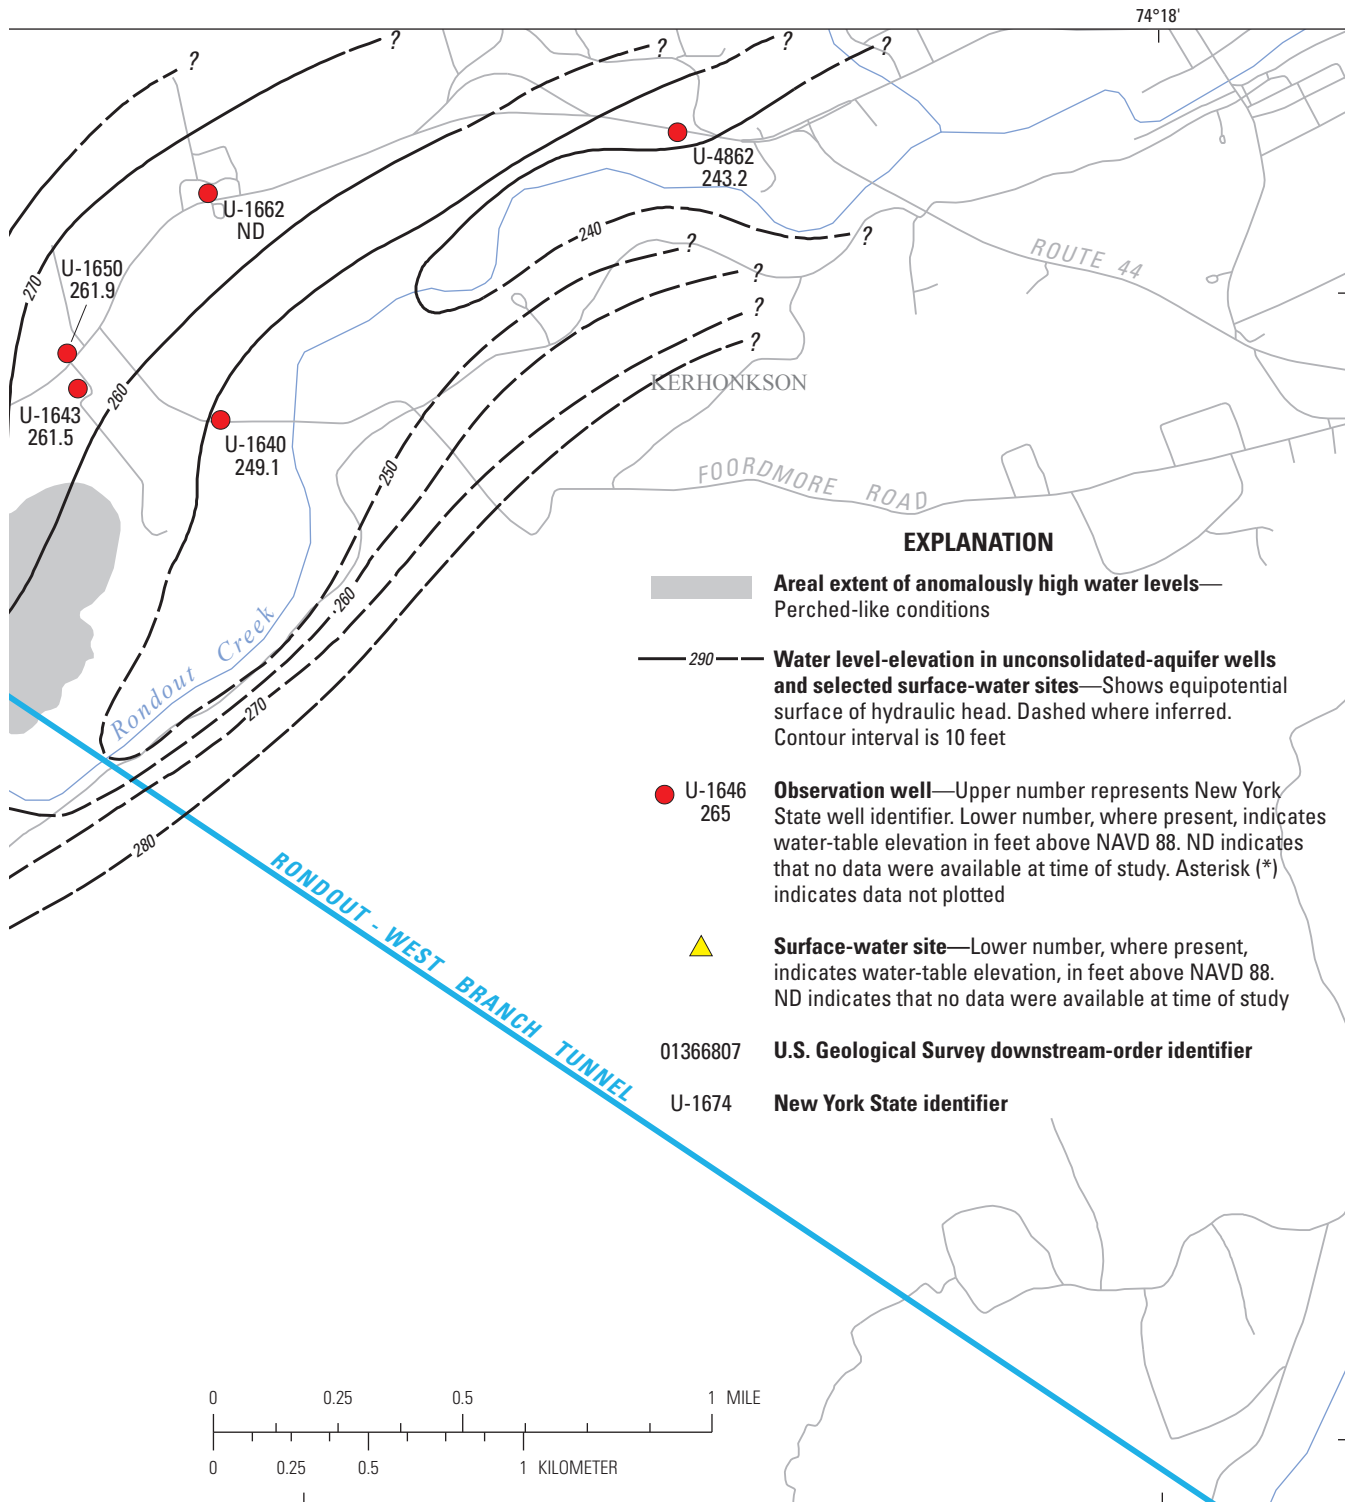 74°18'
?
?
?
?
?
U-4862
243.2
U-1662
ND
240
?
ROUTE 44
?
U-1650
261.9
270
?
?
?
KERHONKSON
260
U-1643
261.5
U-1640
249.1
250
FOORDMORE ROAD
EXPLANATION
Areal extent of anomalously high water levels—
Perched-like conditions
260
Rondout Creek
290
Water level-elevation in unconsolidated-aquifer wells
and selected surface-water sites—Shows equipotential
surface of hydraulic head. Dashed where inferred.
Contour interval is 10 feet
270
280
U-1646
265
Observation well—Upper number represents New York
State well identifier. Lower number, where present, indicates
water-table elevation in feet above NAVD 88. ND indicates
that no data were available at time of study. Asterisk (*)
indicates data not plotted
RONDOUT - WEST BRANCH TUNNEL
Surface-water site—Lower number, where present,
indicates water-table elevation, in feet above NAVD 88.
ND indicates that no data were available at time of study
01366807 U.S. Geological Survey downstream-order identifier
U-1674 New York State identifier
0 0.25 0.5 1 MILE
0 0.25 0.5 1 KILOMETER